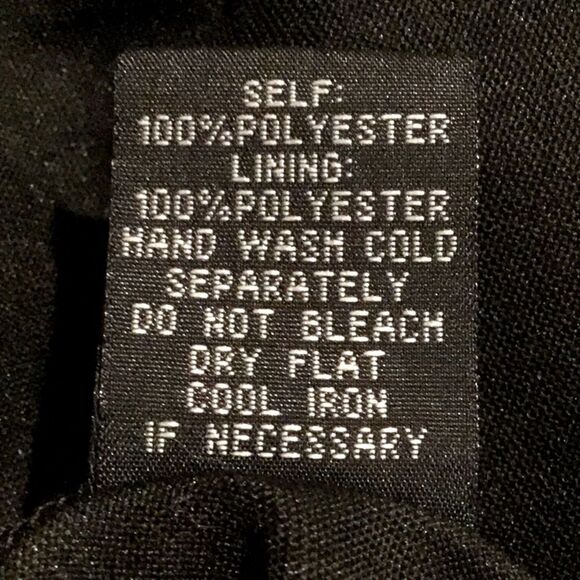 SELF:
100%POLYESTER
LINING:
100%POLYESTER
HAND WASH COLD
SEPARATELY
DO NOT BLEACH
DRY FLAT
COOL IRON
IF NECESSARY